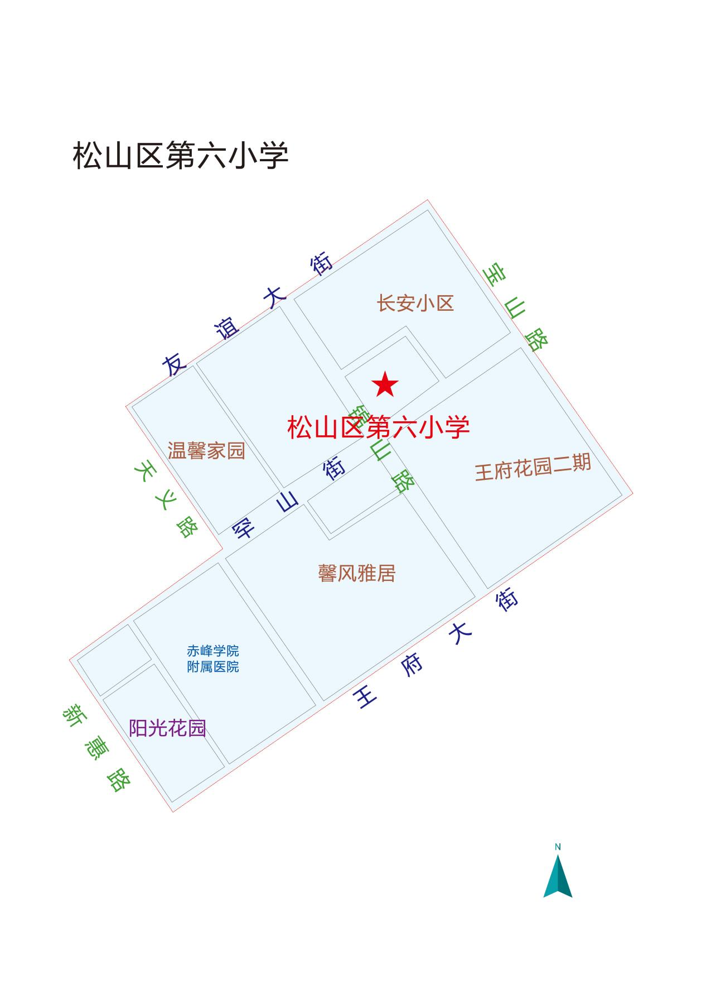 松山区第六小学
友谊大街
宝山路
长安小区
锦山路
松山区第六小学
温馨家园
天义路
罕山街
王府花园二期
馨风雅居
赤峰学院
附属医院
王府大街
新惠路
阳光花园
N